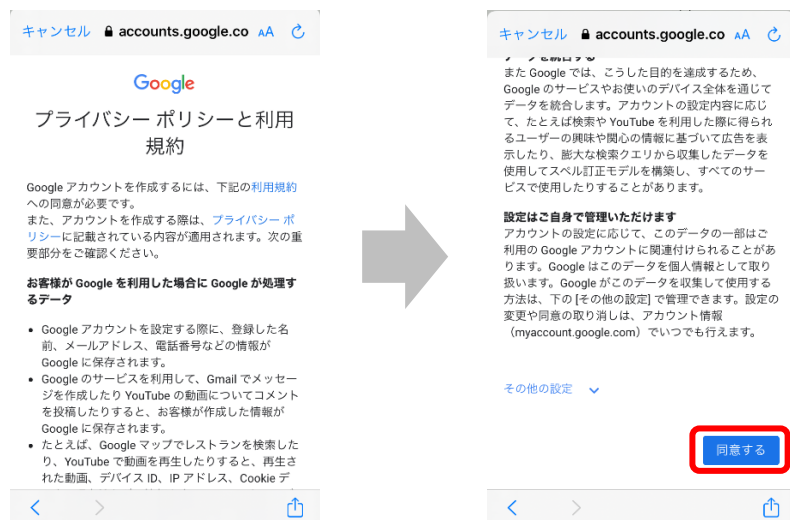 キャンセル accounts.google.co AA
Google
プライバシー ポリシーと利用
規約
Google アカウントを作成するには、下記の利用規約
への同意が必要です。
また、アカウントを作成する際は、プライバシー ポ
リシーに記載されている内容が適用されます。次の重
要部分をご確認ください。
お客様が Google を利用した場合に Google が処理す
るデータ
• Google アカウントを設定する際に、登録した名
前、メールアドレス、電話番号などの情報が
Google に保存されます。
• Google のサービスを利用して、Gmail でメッセー
ジを作成したり YouTube の動画についてコメント
を投稿したりすると、お客様が作成した情報が
Google に保存されます。
• たとえば、Google マップでレストランを検索した
り、YouTube で動画を再生したりすると、再生さ
れた動画、デバイス ID、IP アドレス、Cookie デ
キャンセル accounts.google.co AA
データを統合する
また Google では、こうした目的を達成するため、
Google のサービスやお使いのデバイス全体を通じて
データを統合します。アカウントの設定内容に応じ
て、たとえば検索や YouTube を利用した際に得られ
るユーザーの興味や関心の情報に基づいて広告を表
示したり、膨大な検索クエリから収集したデータを
使用してスペル訂正モデルを構築し、すべてのサー
ビスで使用したりすることがあります。
設定はご自身で管理いただけます
アカウントの設定に応じて、このデータの一部はご
利用の Google アカウントに関連付けられることがあ
ります。Google はこのデータを個人情報として取り
扱います。Google がこのデータを収集して使用する
方法は、下の [その他の設定] で管理できます。設定の
変更や同意の取り消しは、アカウント情報
（myaccount.google.com）でいつでも行えます。
その他の設定
同意する